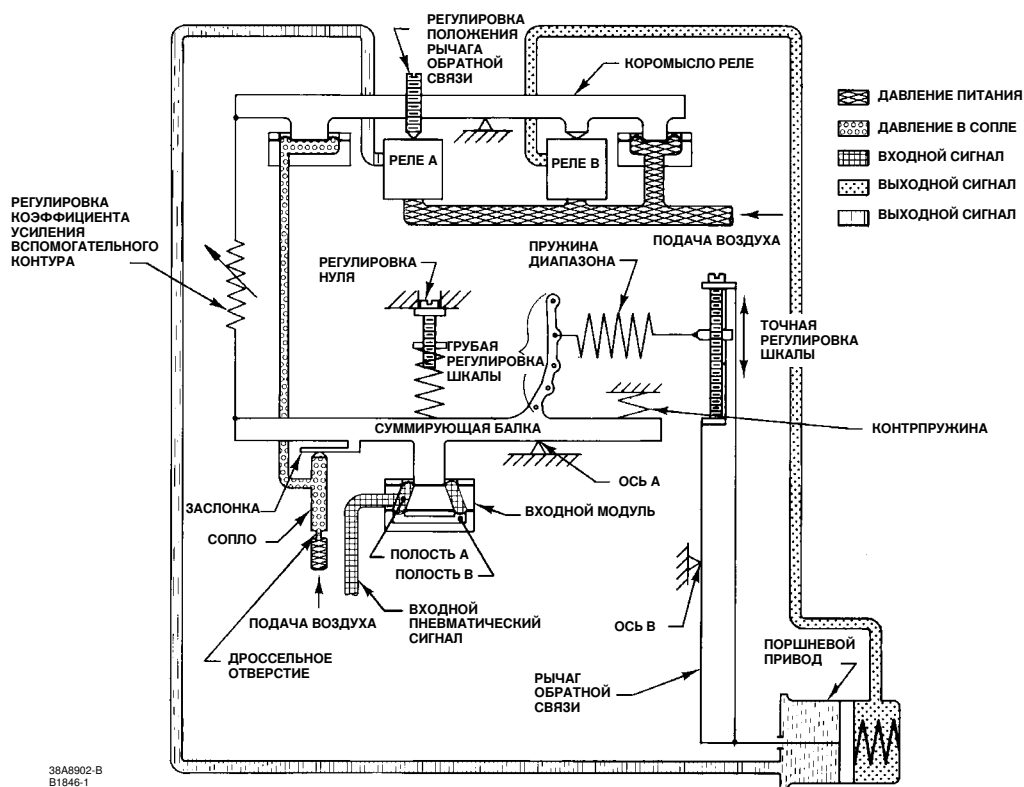 РЕГУЛИРОВКА
ПОЛОЖЕНИЯ
РЫЧАГА
ОБРАТНОЙ
СВЯЗИ
КОРОМЫСЛО РЕЛЕ
ДАВЛЕНИЕ ПИТАНИЯ
ДАВЛЕНИЕ В СОПЛЕ
ВХОДНОЙ СИГНАЛ
ВЫХОДНОЙ СИГНАЛ
ВЫХОДНОЙ СИГНАЛ
РЕЛЕ A
РЕЛЕ B
РЕГУЛИРОВКА
КОЭФФИЦИЕНТА
УСИЛЕНИЯ
ВСПОМОГАТЕЛЬНОГО
КОНТУРА
ПОДАЧА ВОЗДУХА
РЕГУЛИРОВКА
НУЛЯ
ПРУЖИНА
ДИАПАЗОНА
ГРУБАЯ
РЕГУЛИРОВКА
ШКАЛЫ
ТОЧНАЯ
РЕГУЛИРОВКА
ШКАЛЫ
СУММИРУЮЩАЯ БАЛКА
КОНТРПРУЖИНА
ОСЬ A
ЗАСЛОНКА
ВХОДНОЙ МОДУЛЬ
СОПЛО
ПОЛОСТЬ A
ПОЛОСТЬ B
ПОДАЧА ВОЗДУХА
ВХОДНОЙ
ПНЕВМАТИЧЕСКИЙ
СИГНАЛ
ОСЬ B
ДРОССЕЛЬНОЕ
ОТВЕРСТИЕ
ПОРШНЕВОЙ
ПРИВОД
РЫЧАГ
ОБРАТНОЙ
СВЯЗИ
38A8902-B
B1846-1